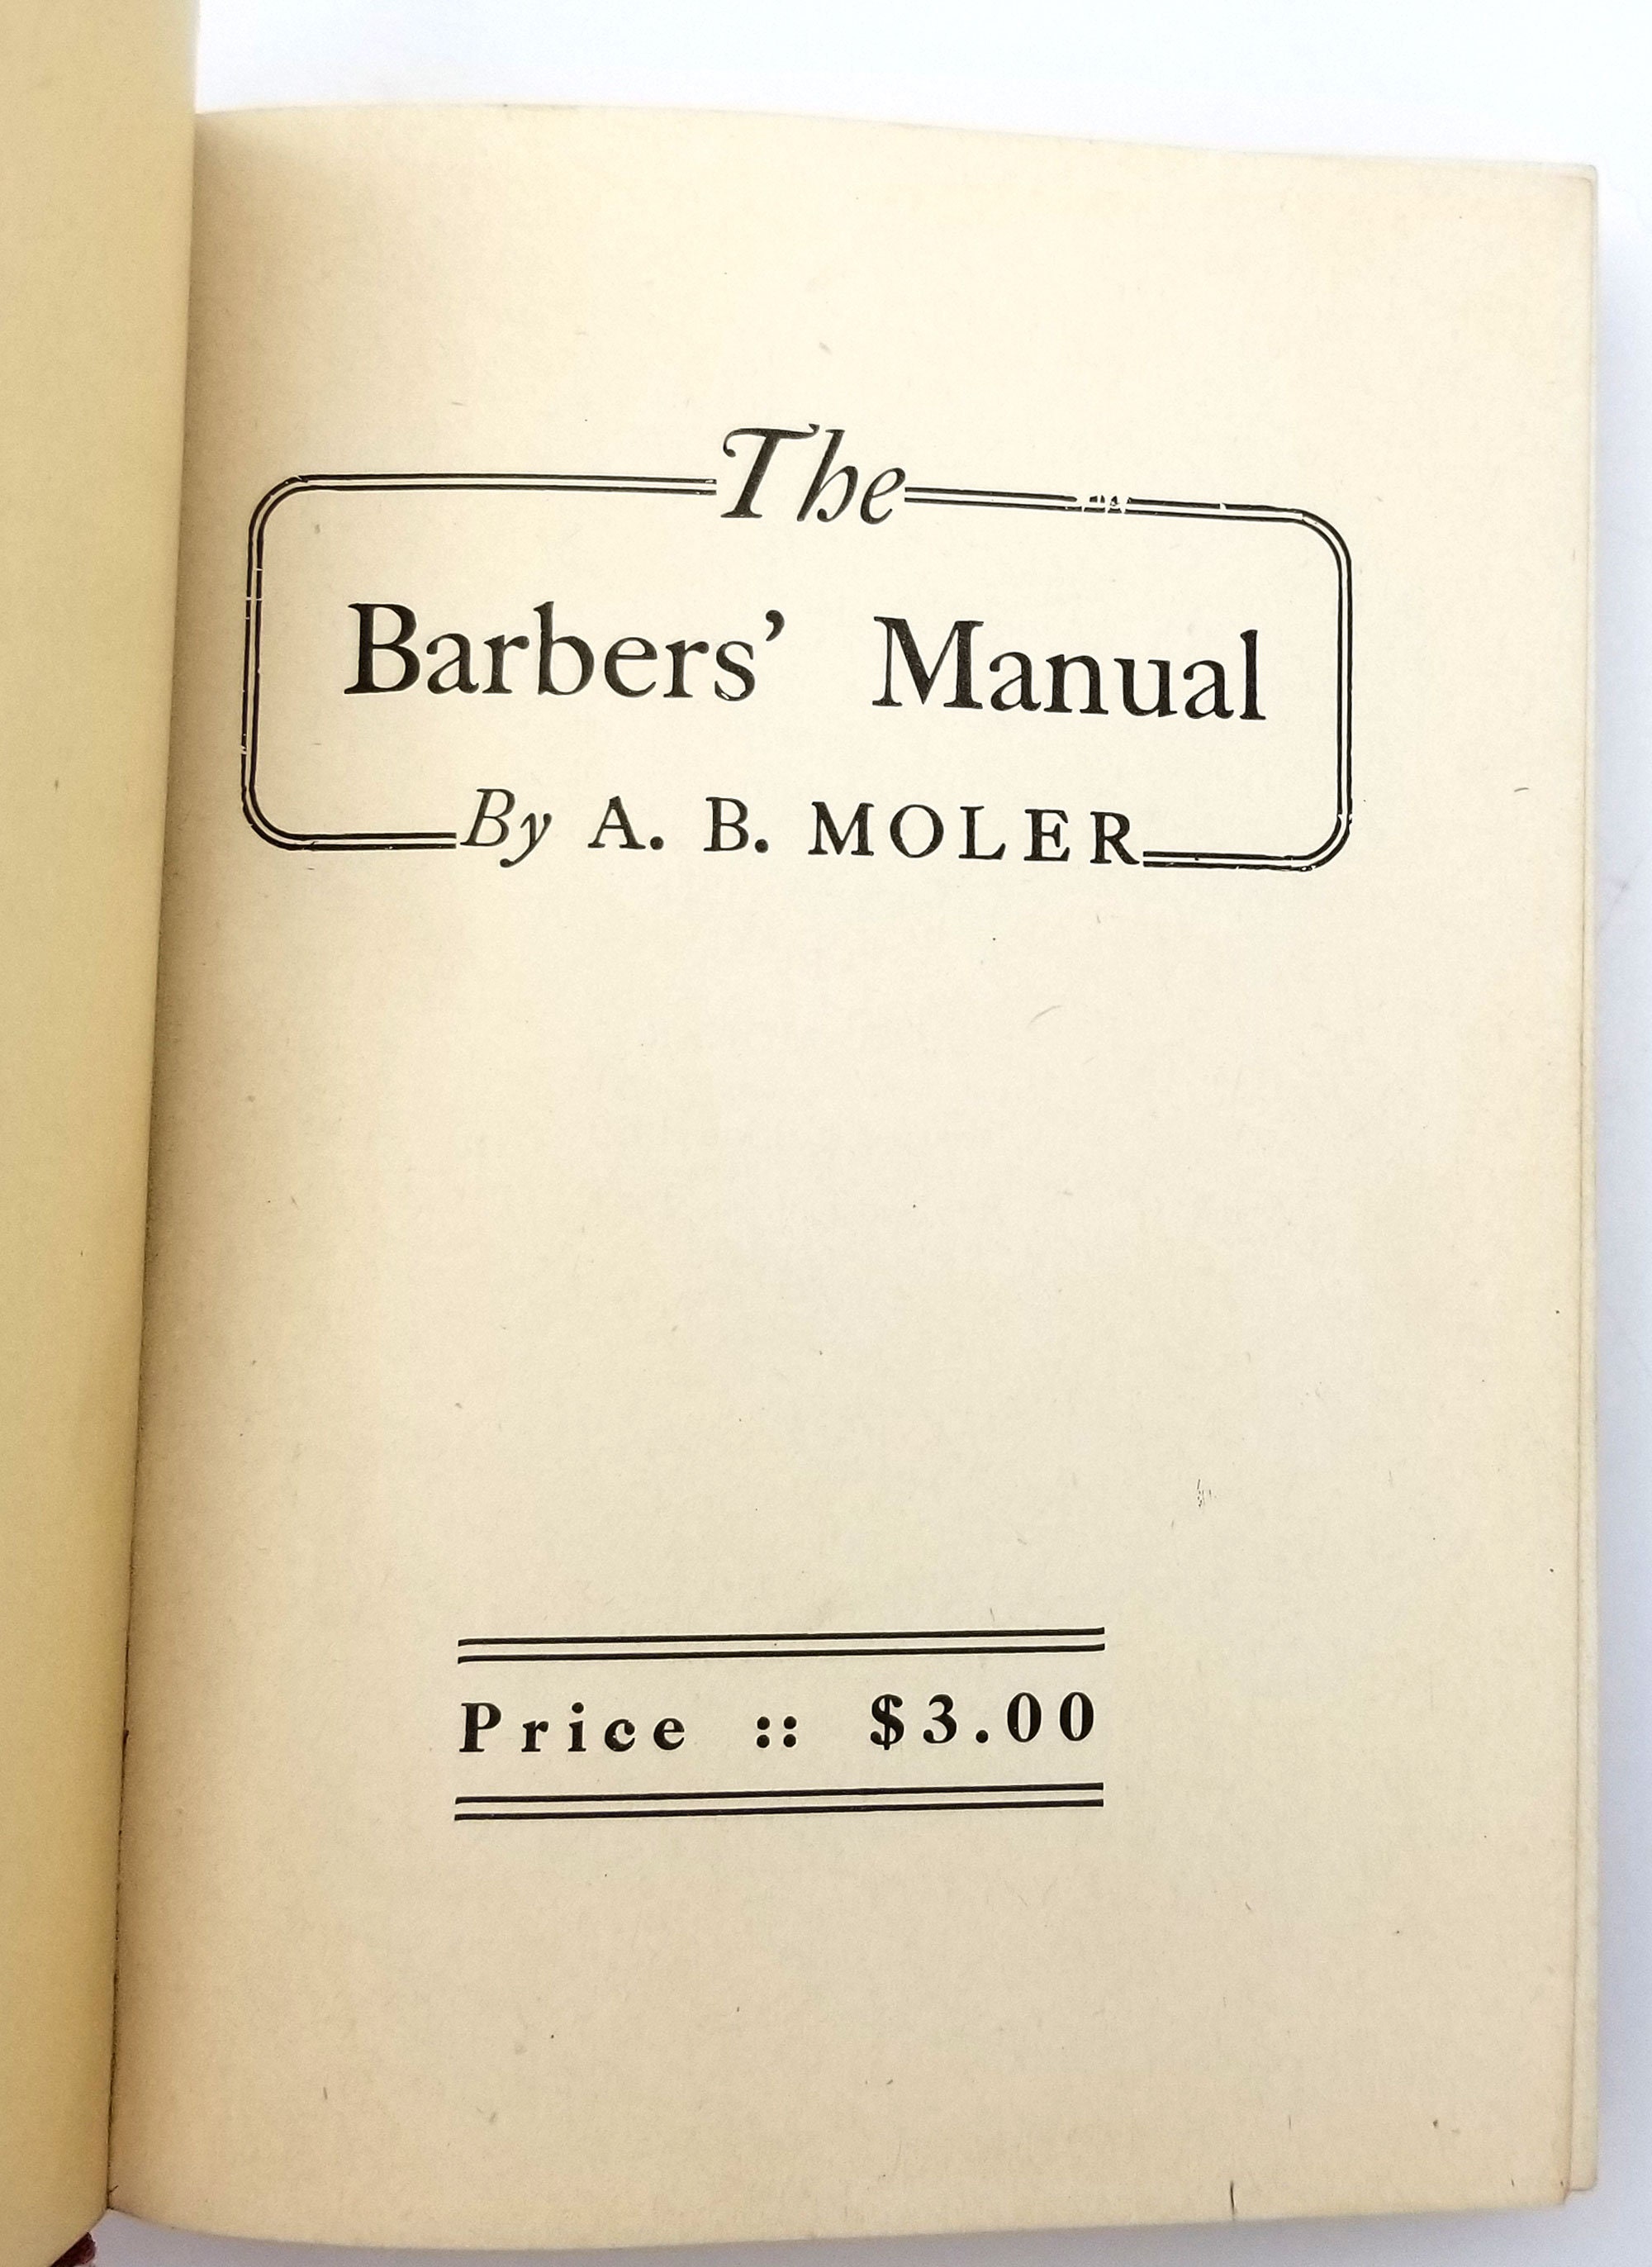 The
Barbers’ Manual
By A. B. MOLER
Price :: $3.00